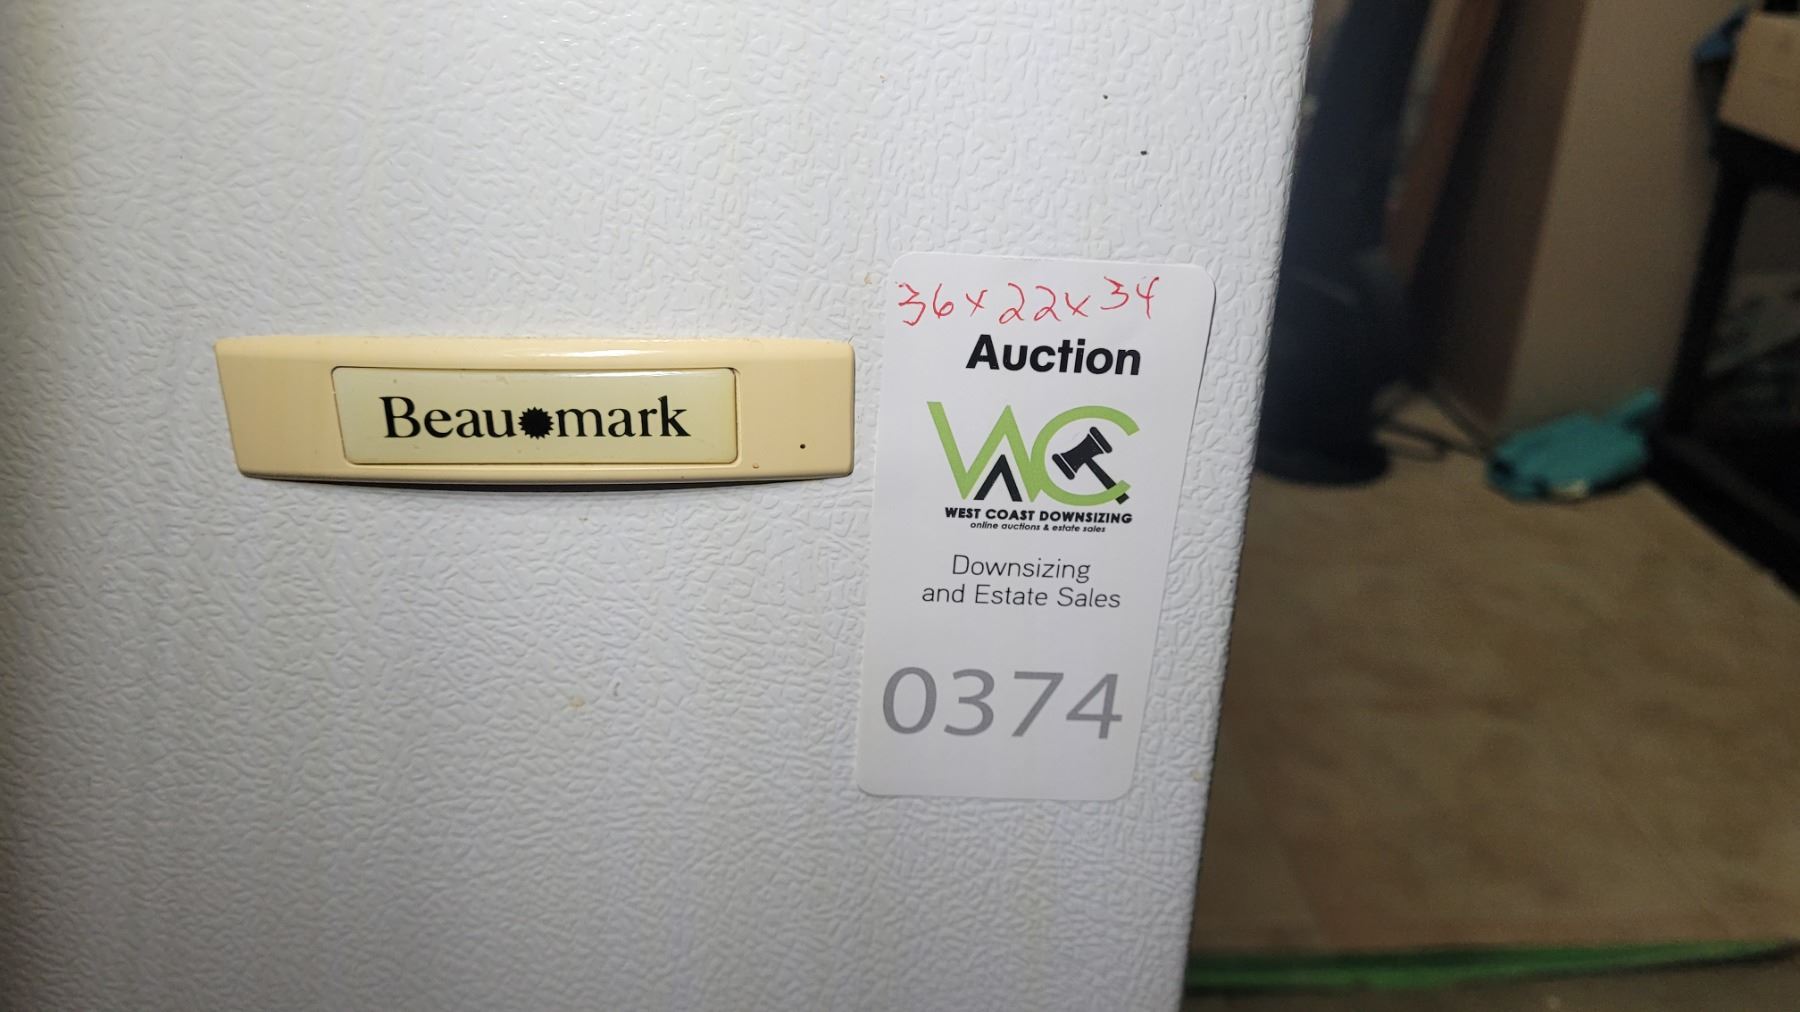 Beaumark
36x22x34
Auction
WC
WEST COAST DOWNSIZING
online auctions & estate sales
Downsizing
and Estate Sales
0374